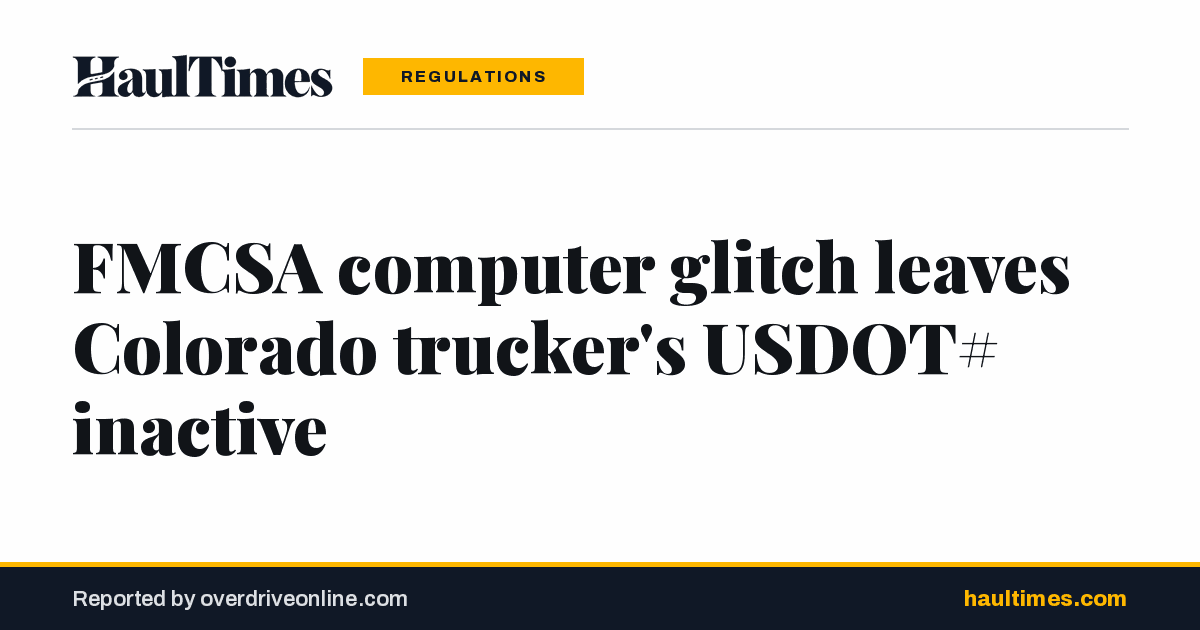 HaulTimes
REGULATIONS
FMCSA computer glitch leaves
Colorado trucker's USDOT#
inactive
Reported by overdriveonline.com
haultimes.com